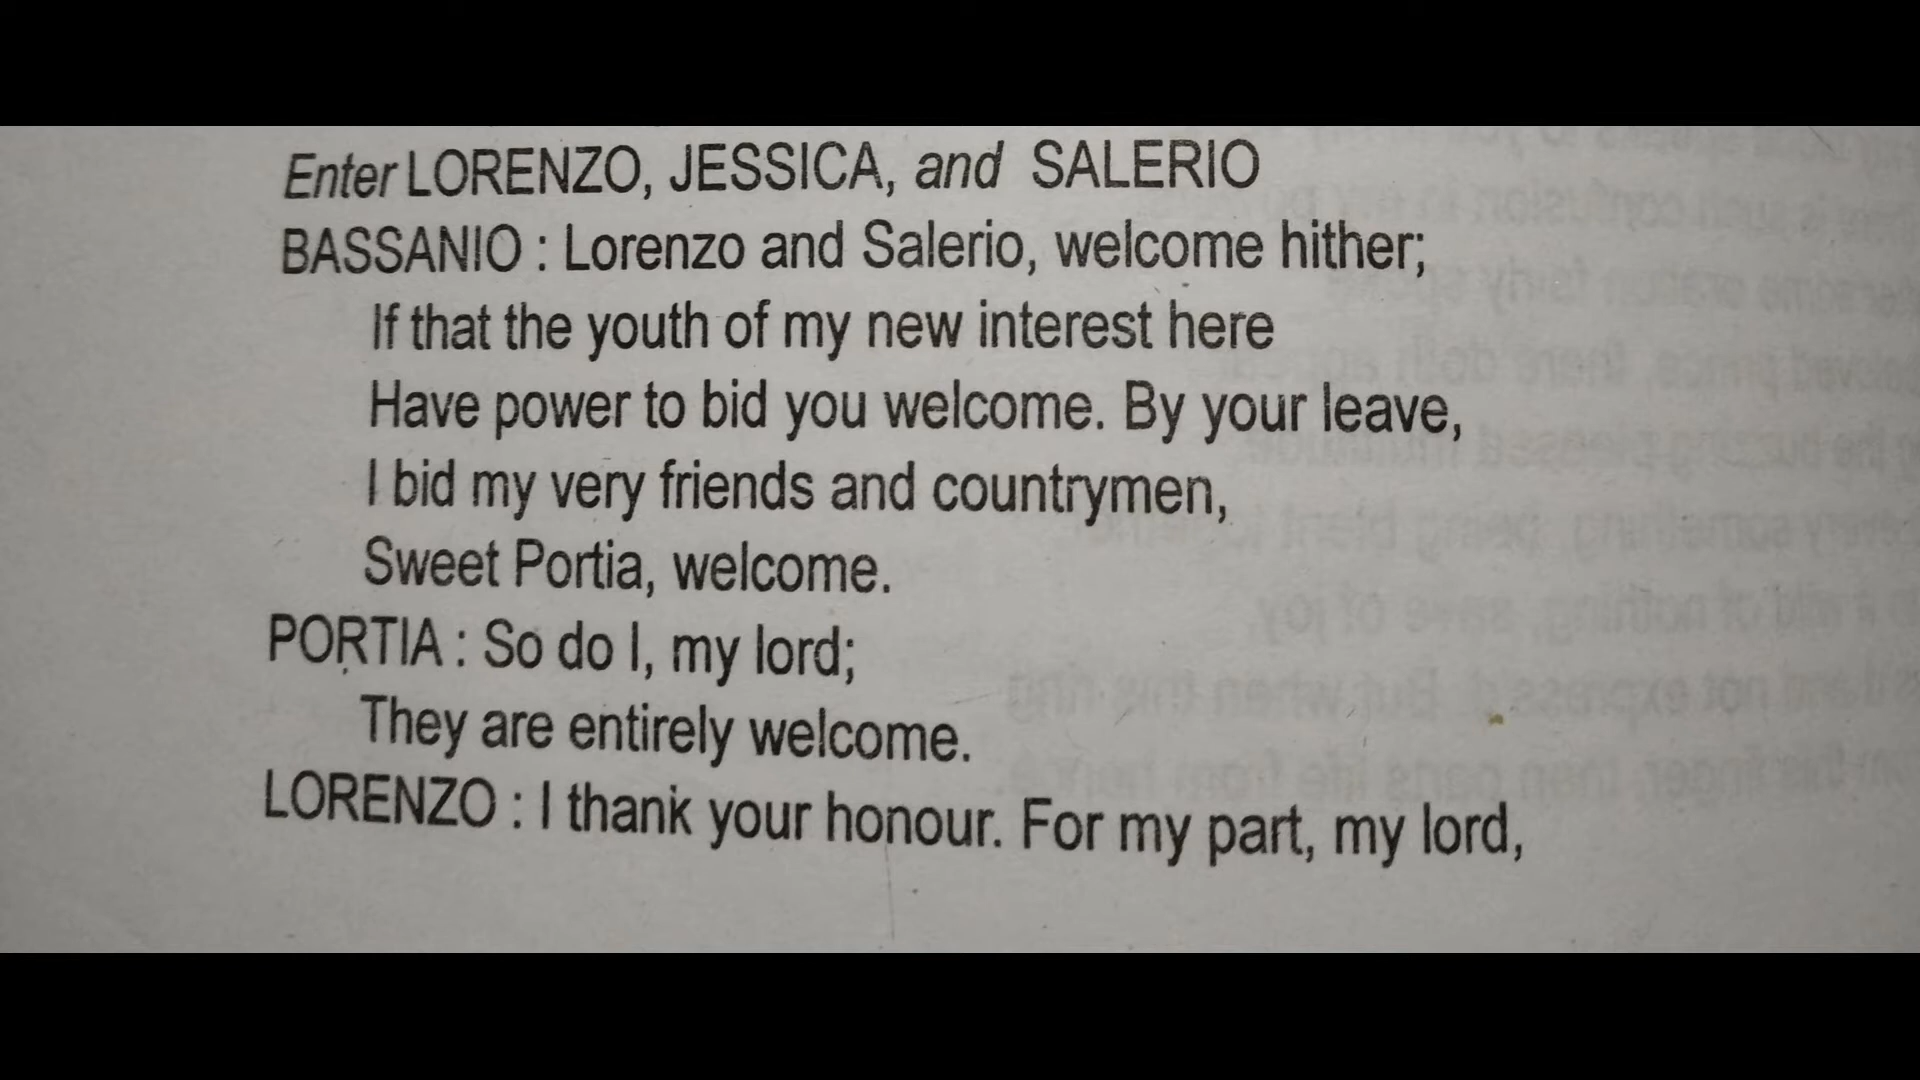 Enter LORENZO, JESSICA, and SALERIO
BASSANIO : Lorenzo and Salerio, welcome hither;
If that the youth of my new interest here
Have power to bid you welcome. By your leave,
I bid my very friends and countrymen,
Sweet Portia, welcome.
PORTIA : So do I, my lord;
They are entirely welcome.
LORENZO : I thank your honour. For my part, my lord,